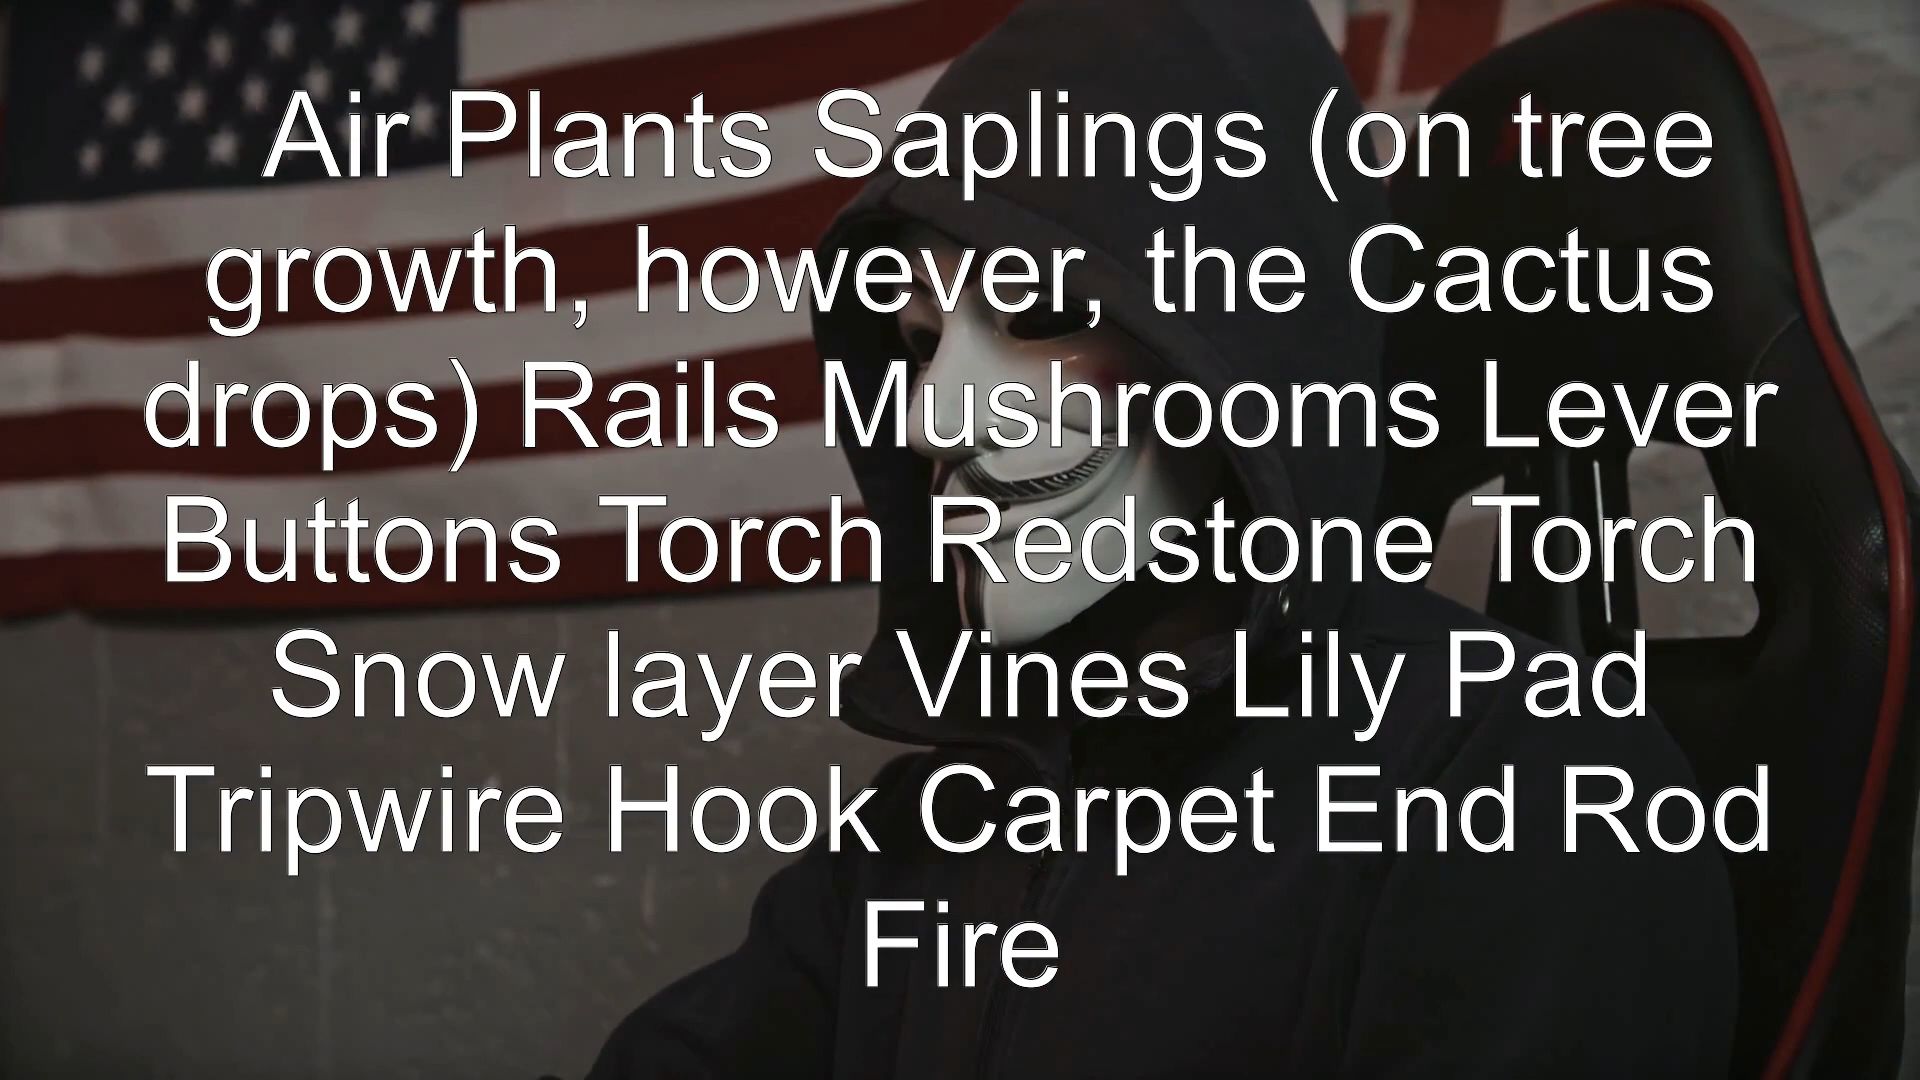 Air Plants Saplings (on tree
growth, however, the Cactus
drops) Rails Mushrooms Lever
Buttons Torch Redstone Torch
Snow layer Vines Lily Pad
Tripwire Hook Carpet End Rod
Fire